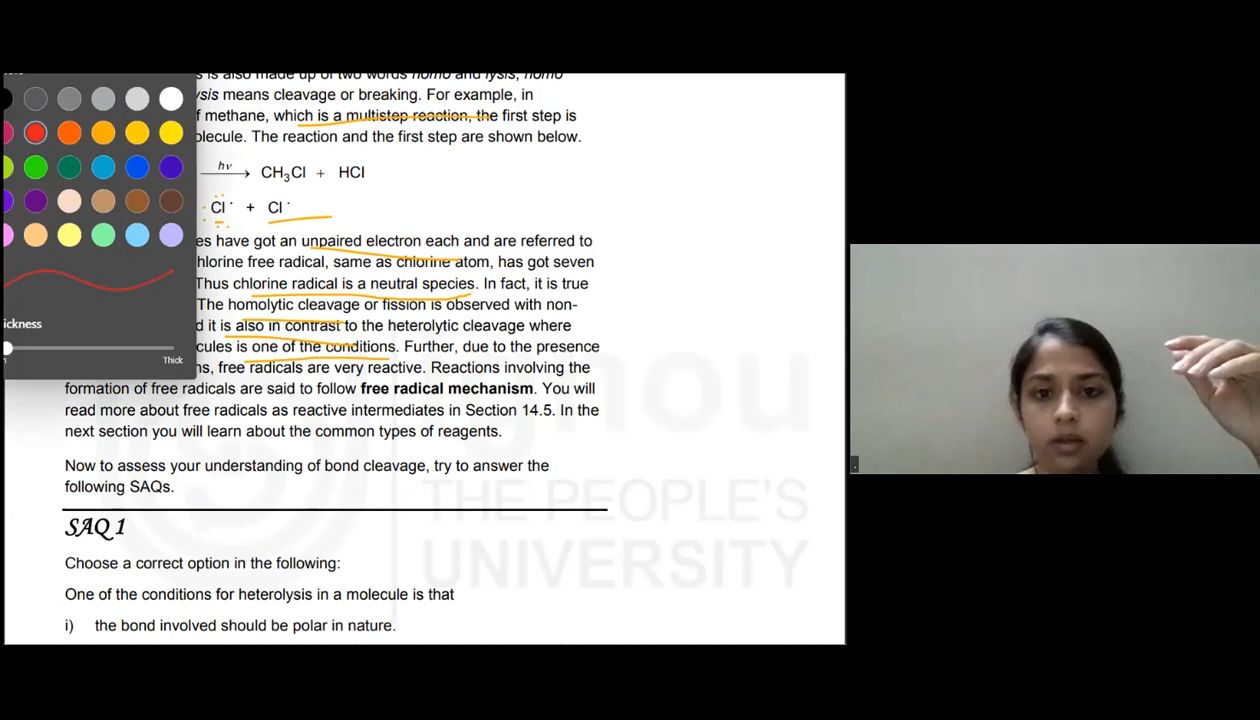 s is also made up of two words homo and lysis; homo
ysis means cleavage or breaking. For example, in
f methane, which is a multistep reaction, the first step is
olecule. The reaction and the first step are shown below.
hν
CH3Cl + HCl
Cl˙ + Cl˙
es have got an unpaired electron each and are referred to
hlorine free radical, same as chlorine atom, has got seven
Thus chlorine radical is a neutral species. In fact, it is true
The homolytic cleavage or fission is observed with non-
d it is also in contrast to the heterolytic cleavage where
ickness
cules is one of the conditions. Further, due to the presence
Thick
ns, free radicals are very reactive. Reactions involving the
formation of free radicals are said to follow free radical mechanism. You will
read more about free radicals as reactive intermediates in Section 14.5. In the
next section you will learn about the common types of reagents.
Now to assess your understanding of bond cleavage, try to answer the
following SAQs.
ignou
THE PEOPLE'S
UNIVERSITY
SAQ 1
Choose a correct option in the following:
One of the conditions for heterolysis in a molecule is that
i) the bond involved should be polar in nature.